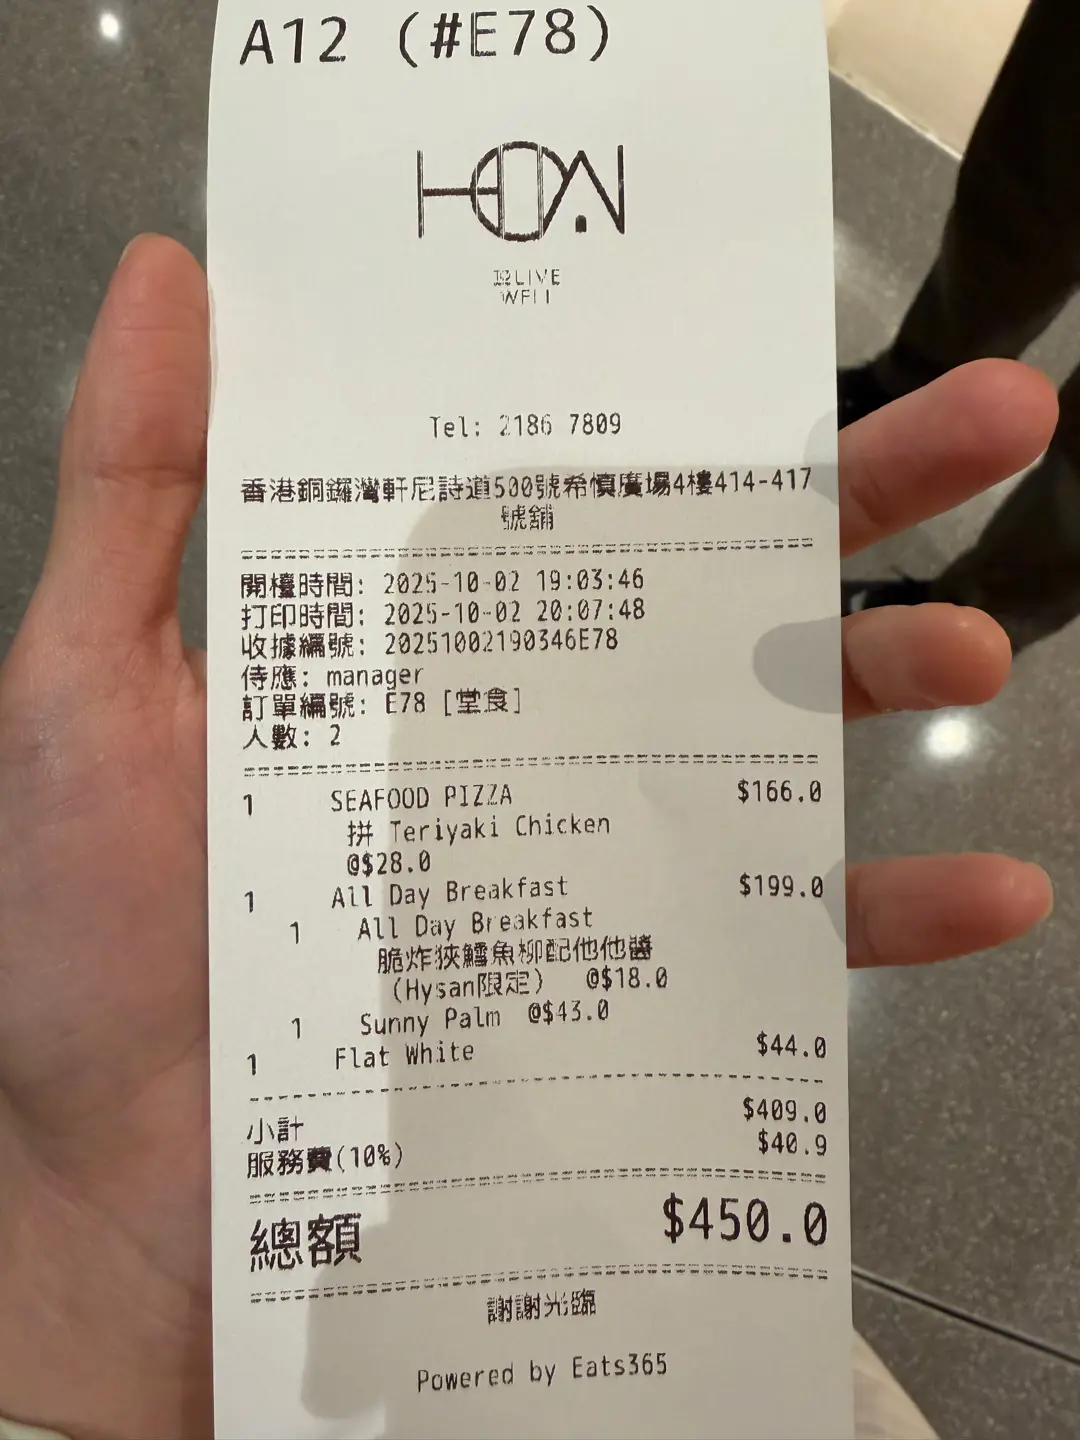 A12 (#E78)
LIVE
WELL
Tel: 2186 7809
香港銅鑼灣軒尼詩道500號希慎廣場4樓414-417
號舖
開檯時間: 2025-10-02 19:03:46
打印時間: 2025-10-02 20:07:48
收據編號: 20251002190346E78
侍應: manager
訂單編號: E78 [堂食]
人數: 2
1 SEAFOOD PIZZA $166.0
拼 Teriyaki Chicken
@$28.0
1 All Day Breakfast $199.0
1 All Day Breakfast
脆炸狹鱈魚柳配他他醬
(Hysan限定) @$18.0
1 Sunny Palm @$43.0
1 Flat White $44.0
小計 $409.0
服務費(10%) $40.9
總額 $450.0
謝謝光臨
Powered by Eats365